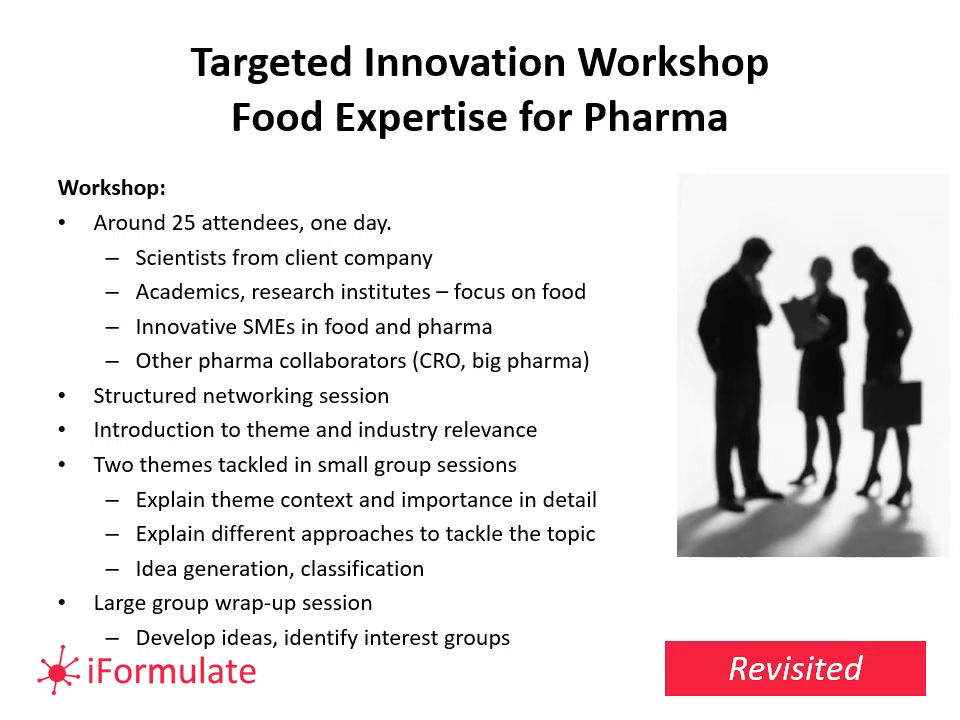 Targeted Innovation Workshop
Food Expertise for Pharma
Workshop:
• Around 25 attendees, one day.
– Scientists from client company
– Academics, research institutes – focus on food
– Innovative SMEs in food and pharma
– Other pharma collaborators (CRO, big pharma)
• Structured networking session
• Introduction to theme and industry relevance
• Two themes tackled in small group sessions
– Explain theme context and importance in detail
– Explain different approaches to tackle the topic
– Idea generation, classification
• Large group wrap-up session
– Develop ideas, identify interest groups
iFormulate
Revisited